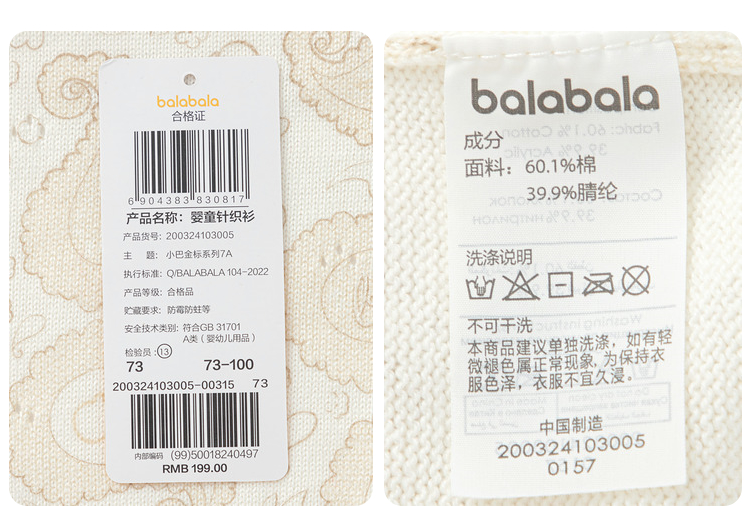 balabala
合格证
6 904383 830817
产品名称：婴童针织衫
产品货号：200324103005
主　题：小巴金标系列7A
执行标准：Q/BALABALA 104-2022
产品等级：合格品
贮藏要求：防霉防蛀等
安全技术类别：符合GB 31701
A类（婴幼儿用品）
检验员：13
73 73-100
200324103005-00315 73
内部编码 (99)50018240497
RMB 199.00
balabala
成分
面料：60.1%棉
39.9%腈纶
洗涤说明
不可干洗
本商品建议单独洗涤，如有轻
微褪色属正常现象，为保持衣
服色泽，衣服不宜久浸。
中国制造
200324103005
0157